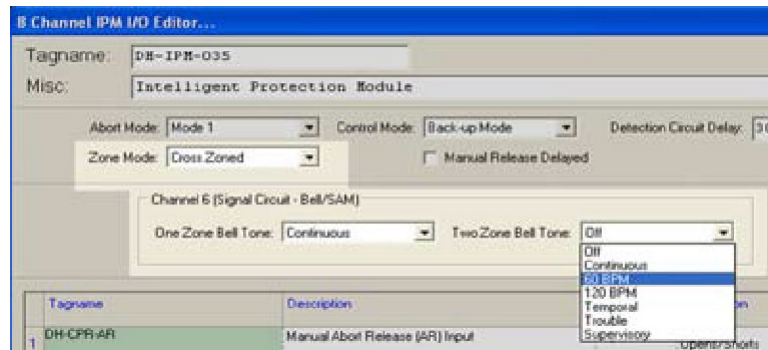 8 Channel IPM I/O Editor...
Tagname: DH-IPM-035
Misc: Intelligent Protection Module
Abort Mode: Mode 1 Control Mode: Back-up Mode Detection Circuit Delay: 30
Zone Mode: Cross Zoned Manual Release Delayed
Channel 6 (Signal Circuit - Bell/SAM)
One Zone Bell Tone: Continuous Two Zone Bell Tone: Off
Off
Continuous
60 BPM
120 BPM
Temporal
Trouble
Supervisory
Tagname Description on
1 DH-CPR-AR Manual Abort Release (AR) Input Opens/Shorts